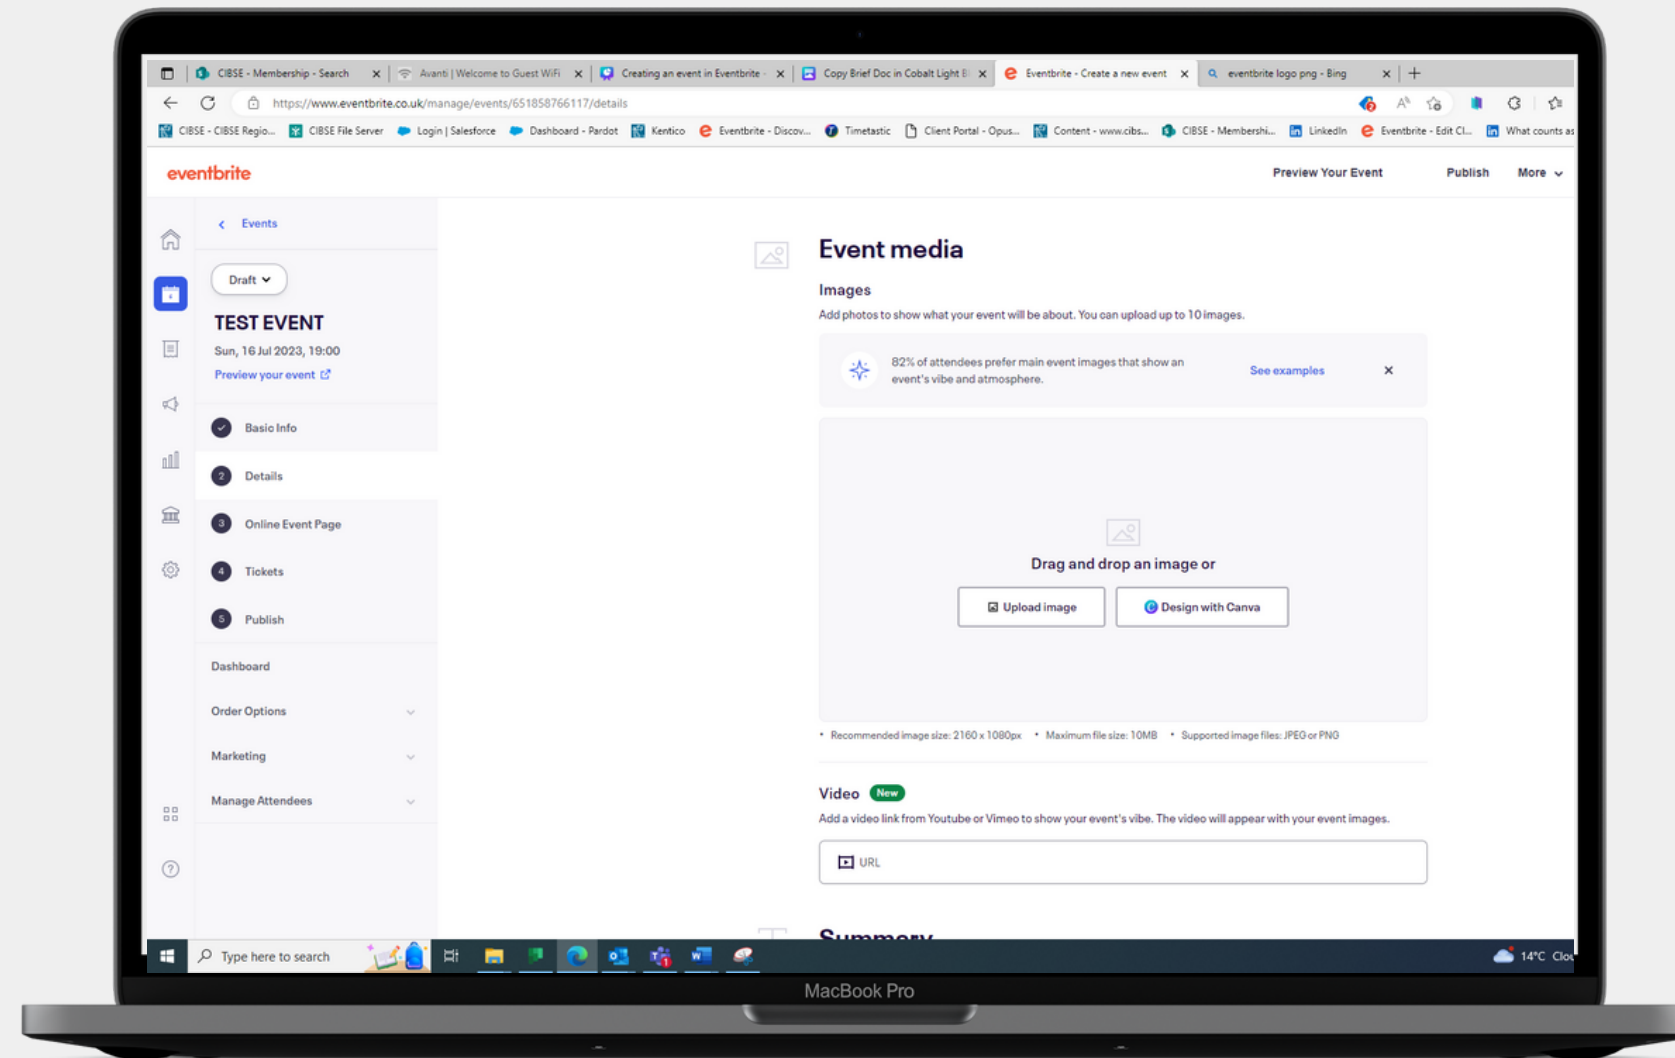 CIBSE - Membership - Search
Avanti | Welcome to Guest WiFi
Creating an event in Eventbrite -
Copy Brief Doc in Cobalt Light B
Eventbrite - Create a new event
eventbrite logo png - Bing
https://www.eventbrite.co.uk/manage/events/651858766117/details
CIBSE - CIBSE Regio...
CIBSE File Server
Login | Salesforce
Dashboard - Pardot
Kentico
Eventbrite - Discov...
Timetastic
Client Portal - Opus...
Content - www.cibs...
CIBSE - Membershi...
LinkedIn
Eventbrite - Edit Cl...
What counts as
eventbrite
Preview Your Event
Publish
More
Events
Draft
TEST EVENT
Sun, 16 Jul 2023, 19:00
Preview your event
Basic Info
2 Details
3 Online Event Page
4 Tickets
5 Publish
Dashboard
Order Options
Marketing
Manage Attendees
Event media
Images
Add photos to show what your event will be about. You can upload up to 10 images.
82% of attendees prefer main event images that show an
event's vibe and atmosphere.
See examples
Drag and drop an image or
Upload image
Design with Canva
• Recommended image size: 2160 x 1080px • Maximum file size: 10MB • Supported image files: JPEG or PNG
Video New
Add a video link from Youtube or Vimeo to show your event's vibe. The video will appear with your event images.
URL
Summary
Type here to search
14°C Clou
MacBook Pro